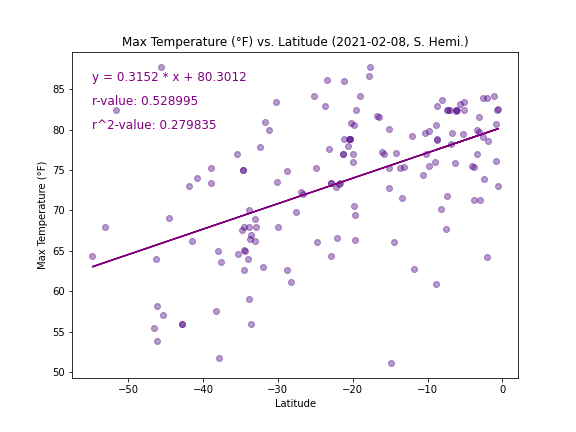 Max Temperature (°F) vs. Latitude (2021-02-08, S. Hemi.)
y = 0.3152 * x + 80.3012
r-value: 0.528995
r^2-value: 0.279835
Max Temperature (°F)
85
80
75
70
65
60
55
50
−50
−40
−30
−20
−10
0
Latitude